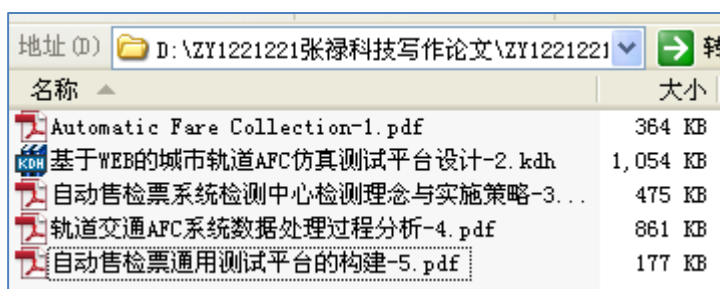 地址(D) D:\ZY1221221张禄科技写作论文\ZY1221221 转
名称 大小
Automatic Fare Collection-1.pdf 364 KB
KDH 基于WEB的城市轨道AFC仿真测试平台设计-2.kdh 1,054 KB
自动售检票系统检测中心检测理念与实施策略-3... 475 KB
轨道交通AFC系统数据处理过程分析-4.pdf 861 KB
自动售检票通用测试平台的构建-5.pdf 177 KB